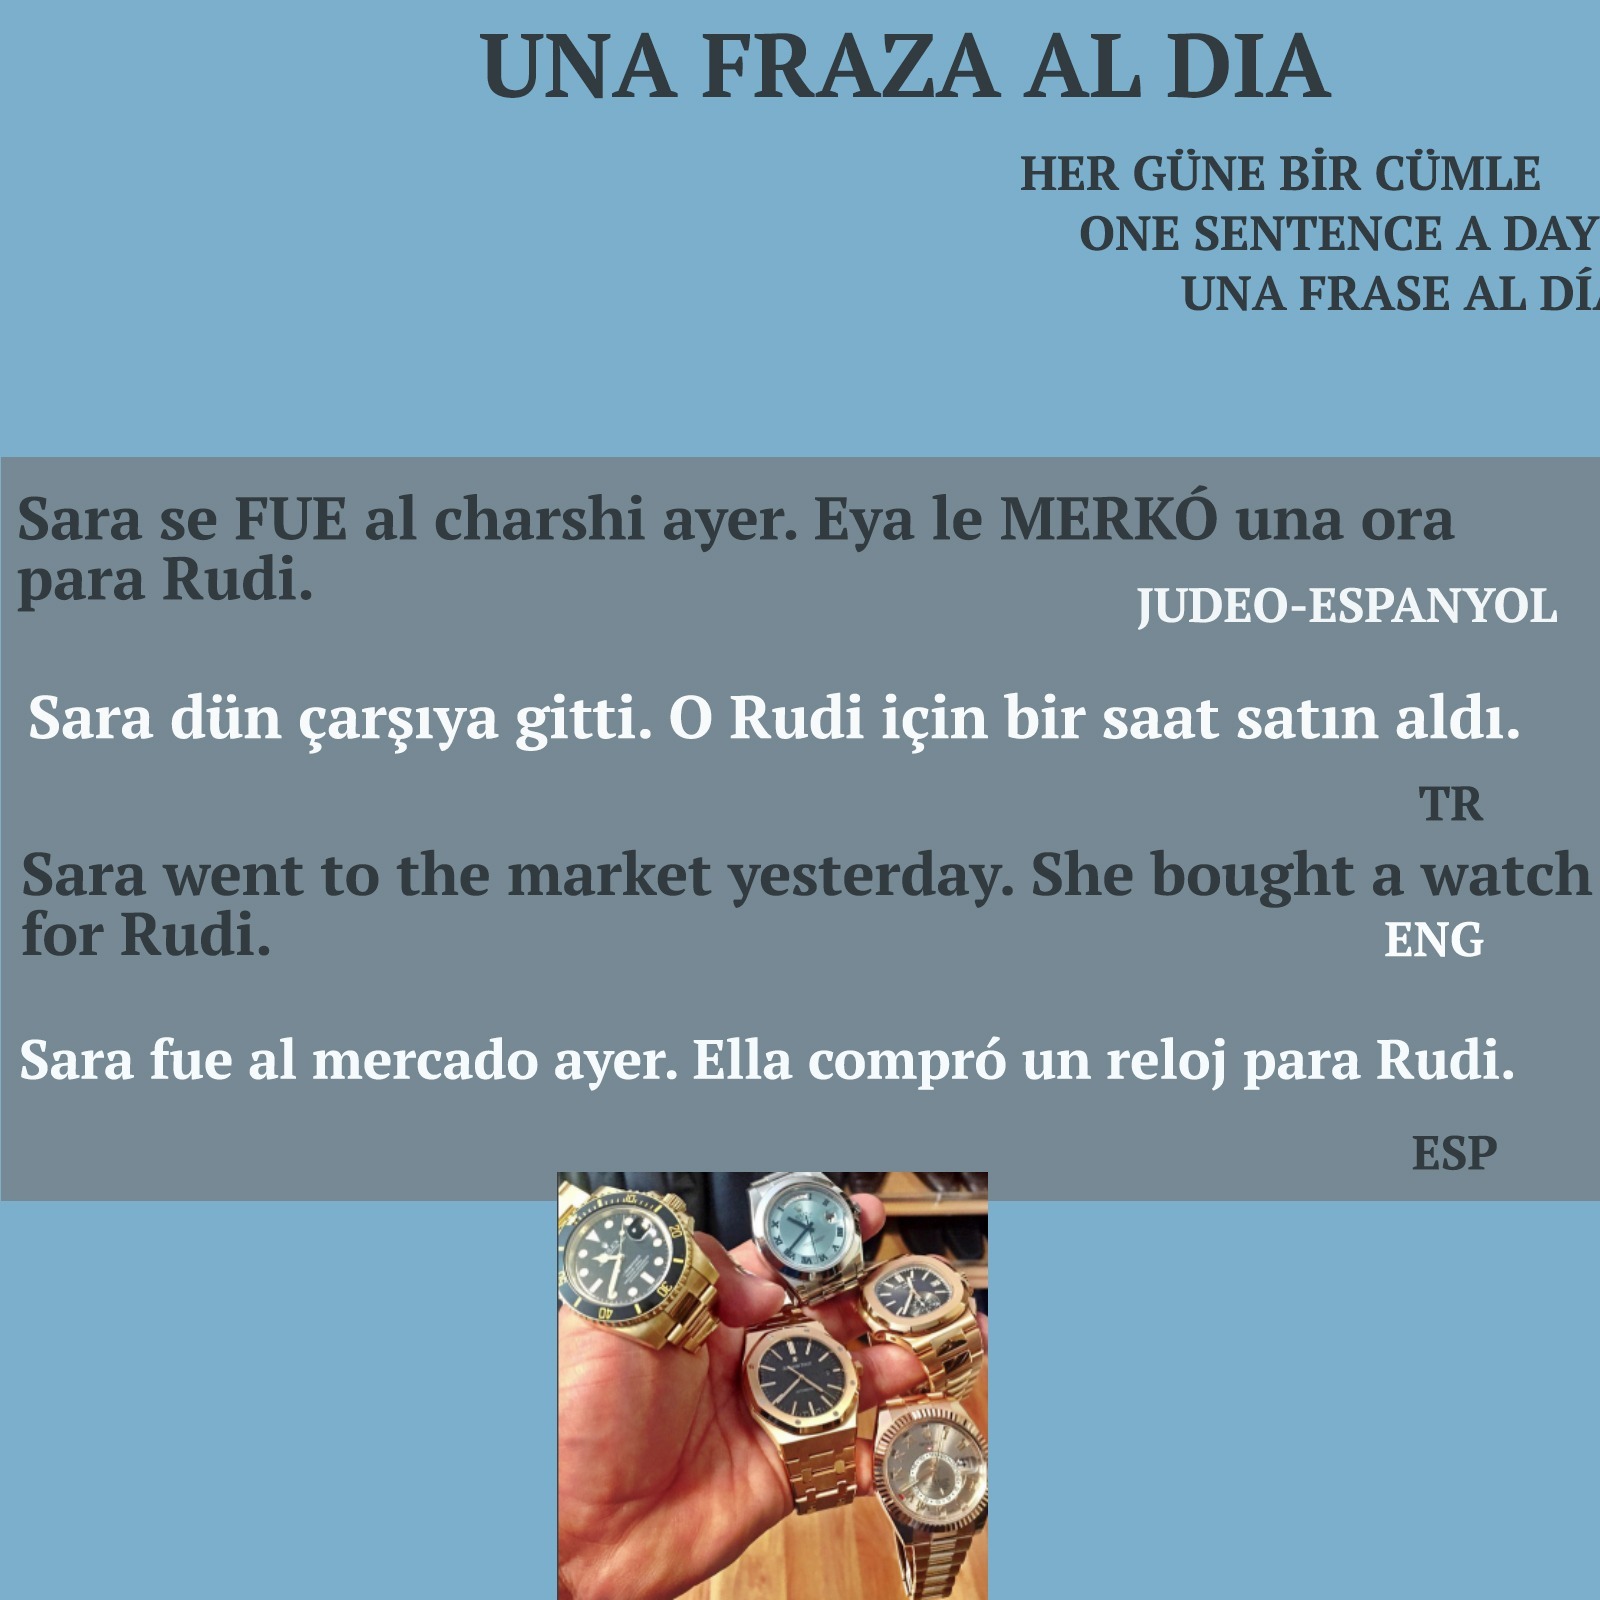 UNA FRAZA AL DIA
HER GÜNE BİR CÜMLE
ONE SENTENCE A DAY
UNA FRASE AL DÍA
Sara se FUE al charshi ayer. Eya le MERKÓ una ora
para Rudi.
JUDEO-ESPANYOL
Sara dün çarşıya gitti. O Rudi için bir saat satın aldı.
TR
Sara went to the market yesterday. She bought a watch
for Rudi.
ENG
Sara fue al mercado ayer. Ella compró un reloj para Rudi.
ESP